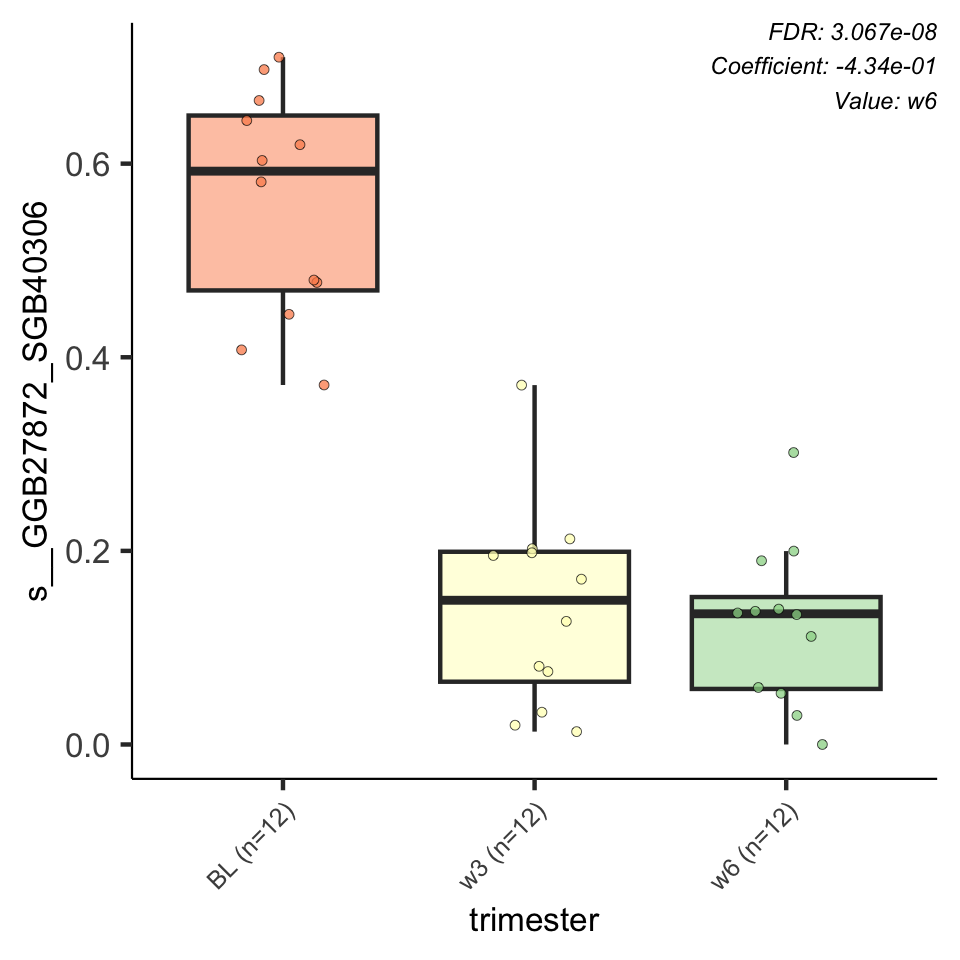 FDR: 3.067e-08
Coefficient: -4.34e-01
Value: w6
s__GGB27872_SGB40306
0.6
0.4
0.2
0.0
BL (n=12)
w3 (n=12)
w6 (n=12)
trimester